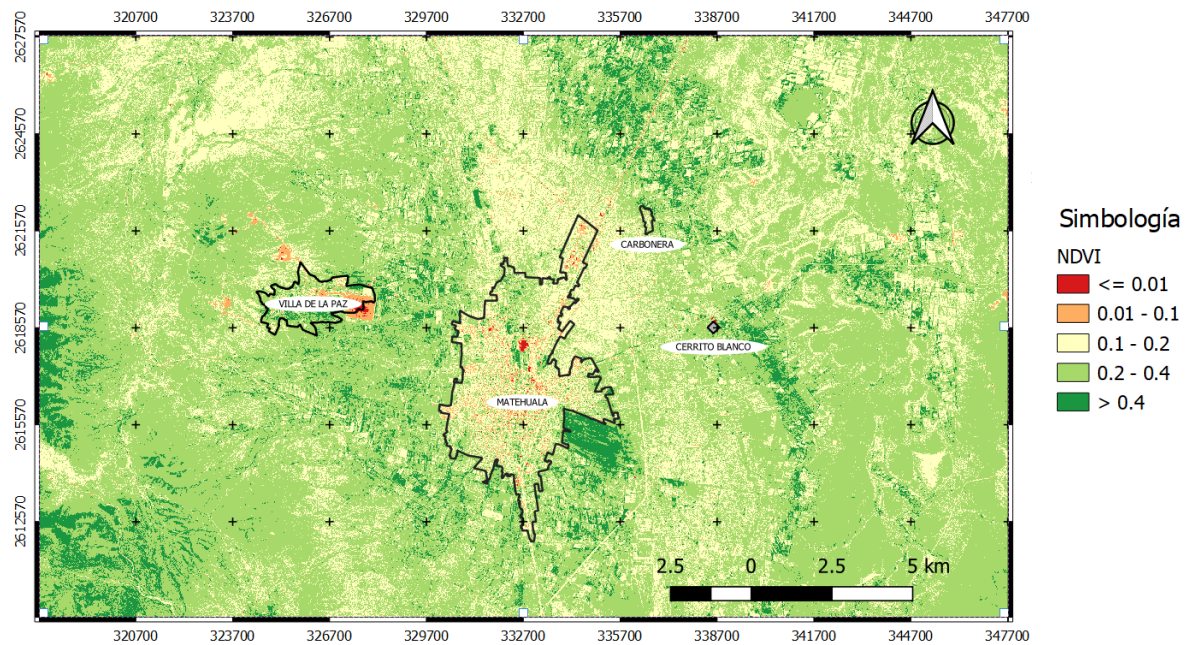 320700 323700 326700 329700 332700 335700 338700 341700 344700 347700
2627570
2624570
2621570
2618570
2615570
2612570
CARBONERA
VILLA DE LA PAZ
CERRITO BLANCO
MATEHUALA
2.5 0 2.5 5 km
320700 323700 326700 329700 332700 335700 338700 341700 344700 347700
Simbología
NDVI
<= 0.01
0.01 - 0.1
0.1 - 0.2
0.2 - 0.4
> 0.4